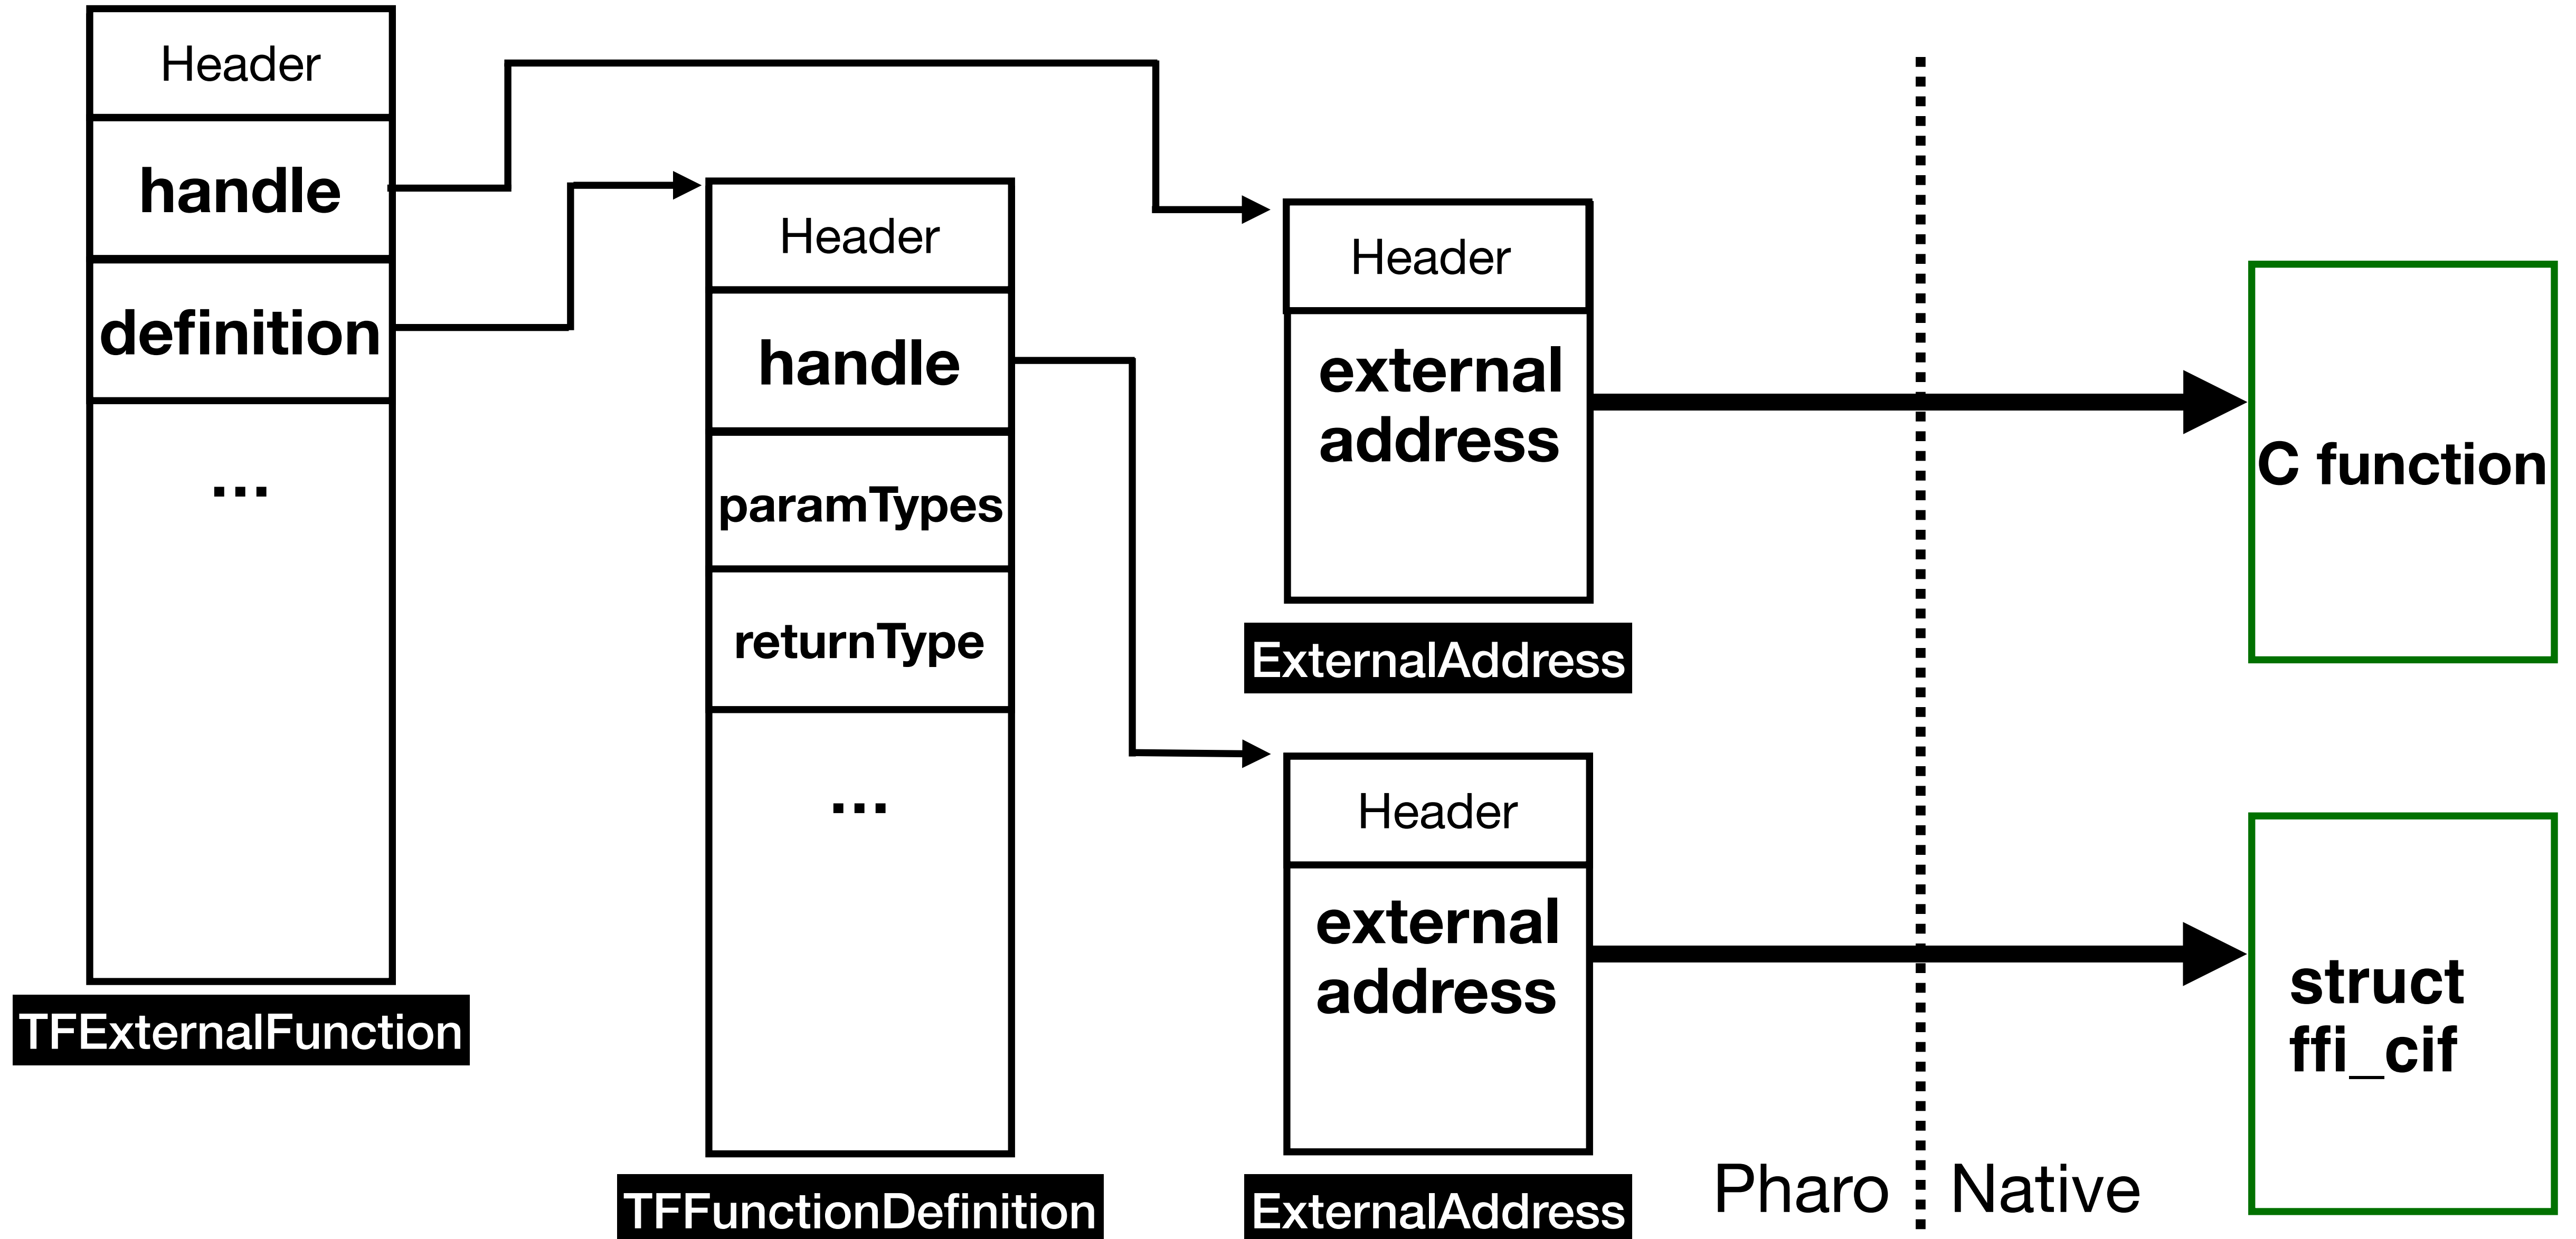 Header
handle
definition
...
TFExternalFunction
Header
handle
paramTypes
returnType
...
TFFunctionDefinition
Header
external
address
ExternalAddress
Header
external
address
ExternalAddress
Pharo
Native
C function
struct
ffi_cif